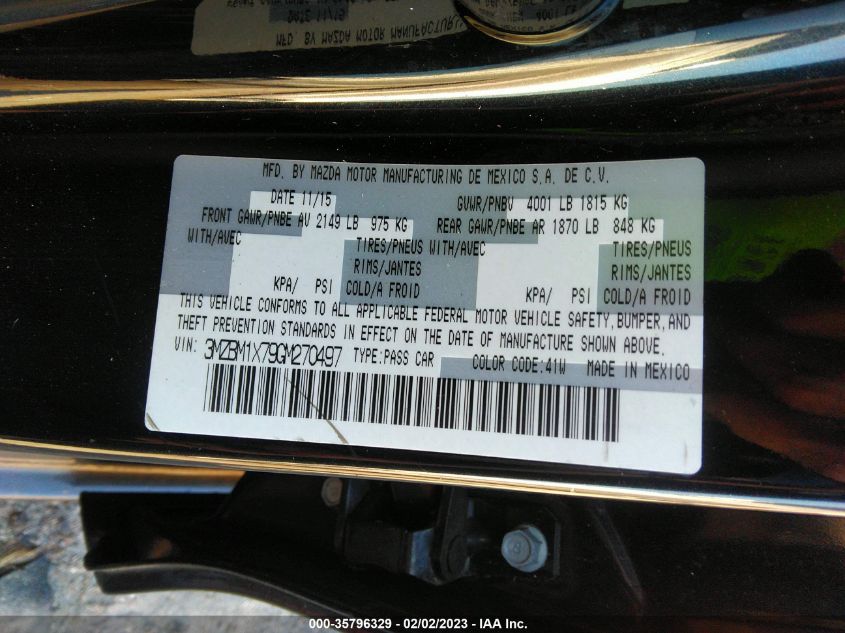 MFD. BY MAZDA MOTOR MANUFACTURING DE MEXICO S.A. DE C.V.
DATE 11/15 GVWR/PNBV 4001 LB 1815 KG
FRONT GAWR/PNBE AV 2149 LB 975 KG REAR GAWR/PNBE AR 1870 LB 848 KG
WITH/AVEC TIRES/PNEUS WITH/AVEC TIRES/PNEUS
RIMS/JANTES RIMS/JANTES
KPA/ PSI COLD/A FROID KPA/ PSI COLD/A FROID
THIS VEHICLE CONFORMS TO ALL APPLICABLE FEDERAL MOTOR VEHICLE SAFETY, BUMPER, AND
THEFT PREVENTION STANDARDS IN EFFECT ON THE DATE OF MANUFACTURE SHOWN ABOVE.
VIN: 3MZBM1X79GM270497 TYPE:PASS CAR COLOR CODE:41W MADE IN MEXICO
000-35796329 - 02/02/2023 - IAA Inc.